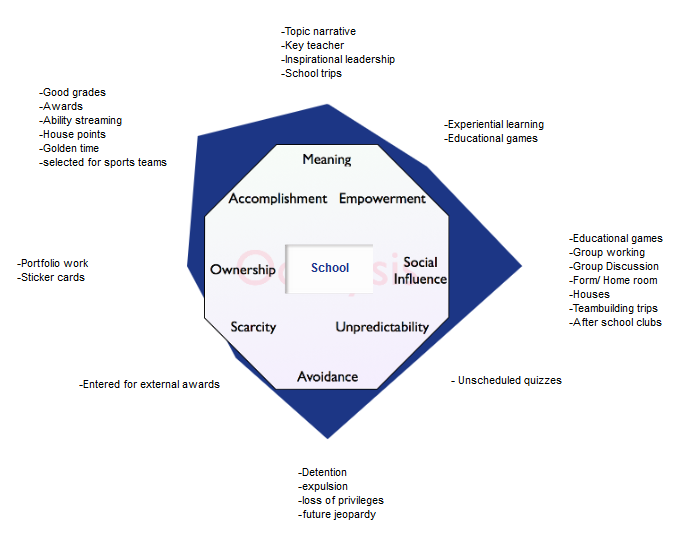 -Topic narrative
-Key teacher
-Inspirational leadership
-School trips
-Good grades
-Awards
-Ability streaming
-House points
-Golden time
-selected for sports teams
-Experiential learning
-Educational games
Meaning
Accomplishment
Empowerment
-Portfolio work
-Sticker cards
Ownership
School
Social
Influence
-Educational games
-Group working
-Group Discussion
-Form/ Home room
-Houses
-Teambuilding trips
-After school clubs
Scarcity
Unpredictability
Avoidance
-Entered for external awards
- Unscheduled quizzes
-Detention
-expulsion
-loss of privileges
-future jeopardy